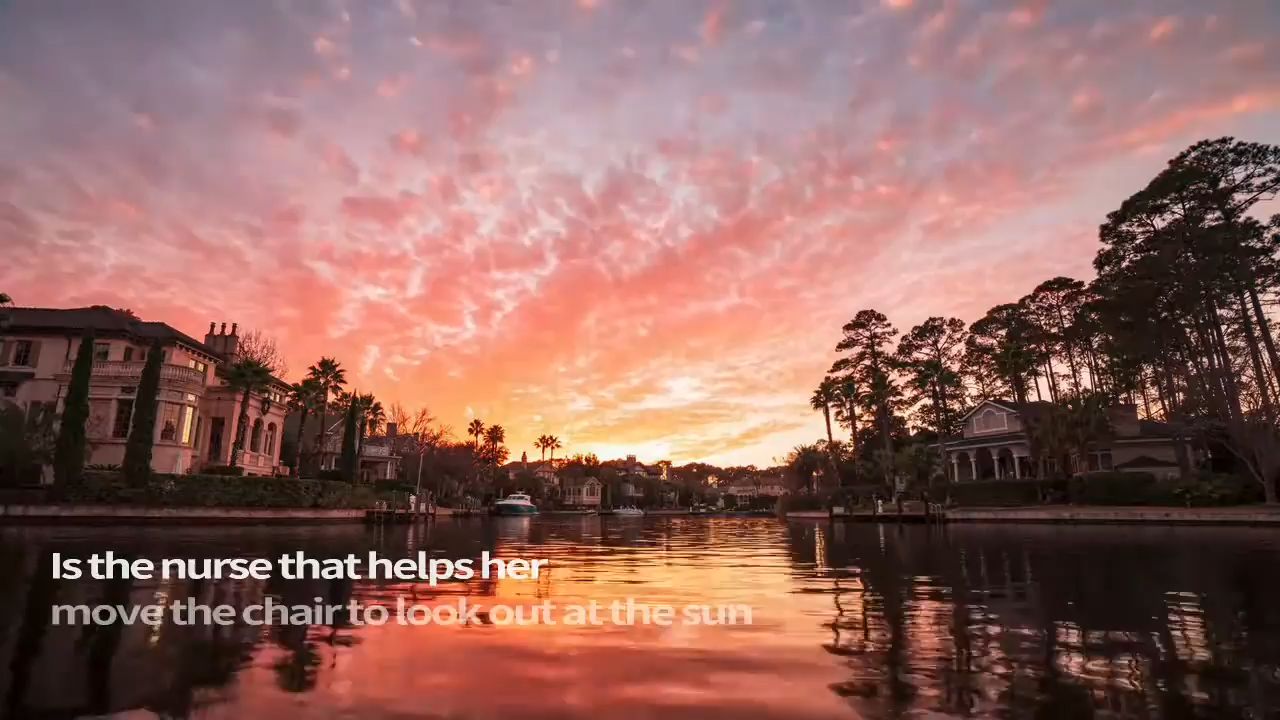 Is the nurse that helps her
move the chair to look out at the sun